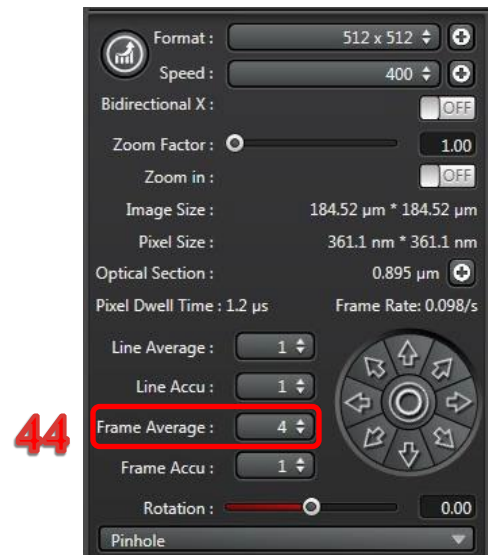 Format : 512 x 512
Speed : 400
Bidirectional X : OFF
Zoom Factor : 1.00
Zoom in : OFF
Image Size : 184.52 µm * 184.52 µm
Pixel Size : 361.1 nm * 361.1 nm
Optical Section : 0.895 µm
Pixel Dwell Time : 1.2 µs Frame Rate: 0.098/s
Line Average : 1
Line Accu : 1
44 Frame Average : 4
Frame Accu : 1
Rotation : 0.00
Pinhole